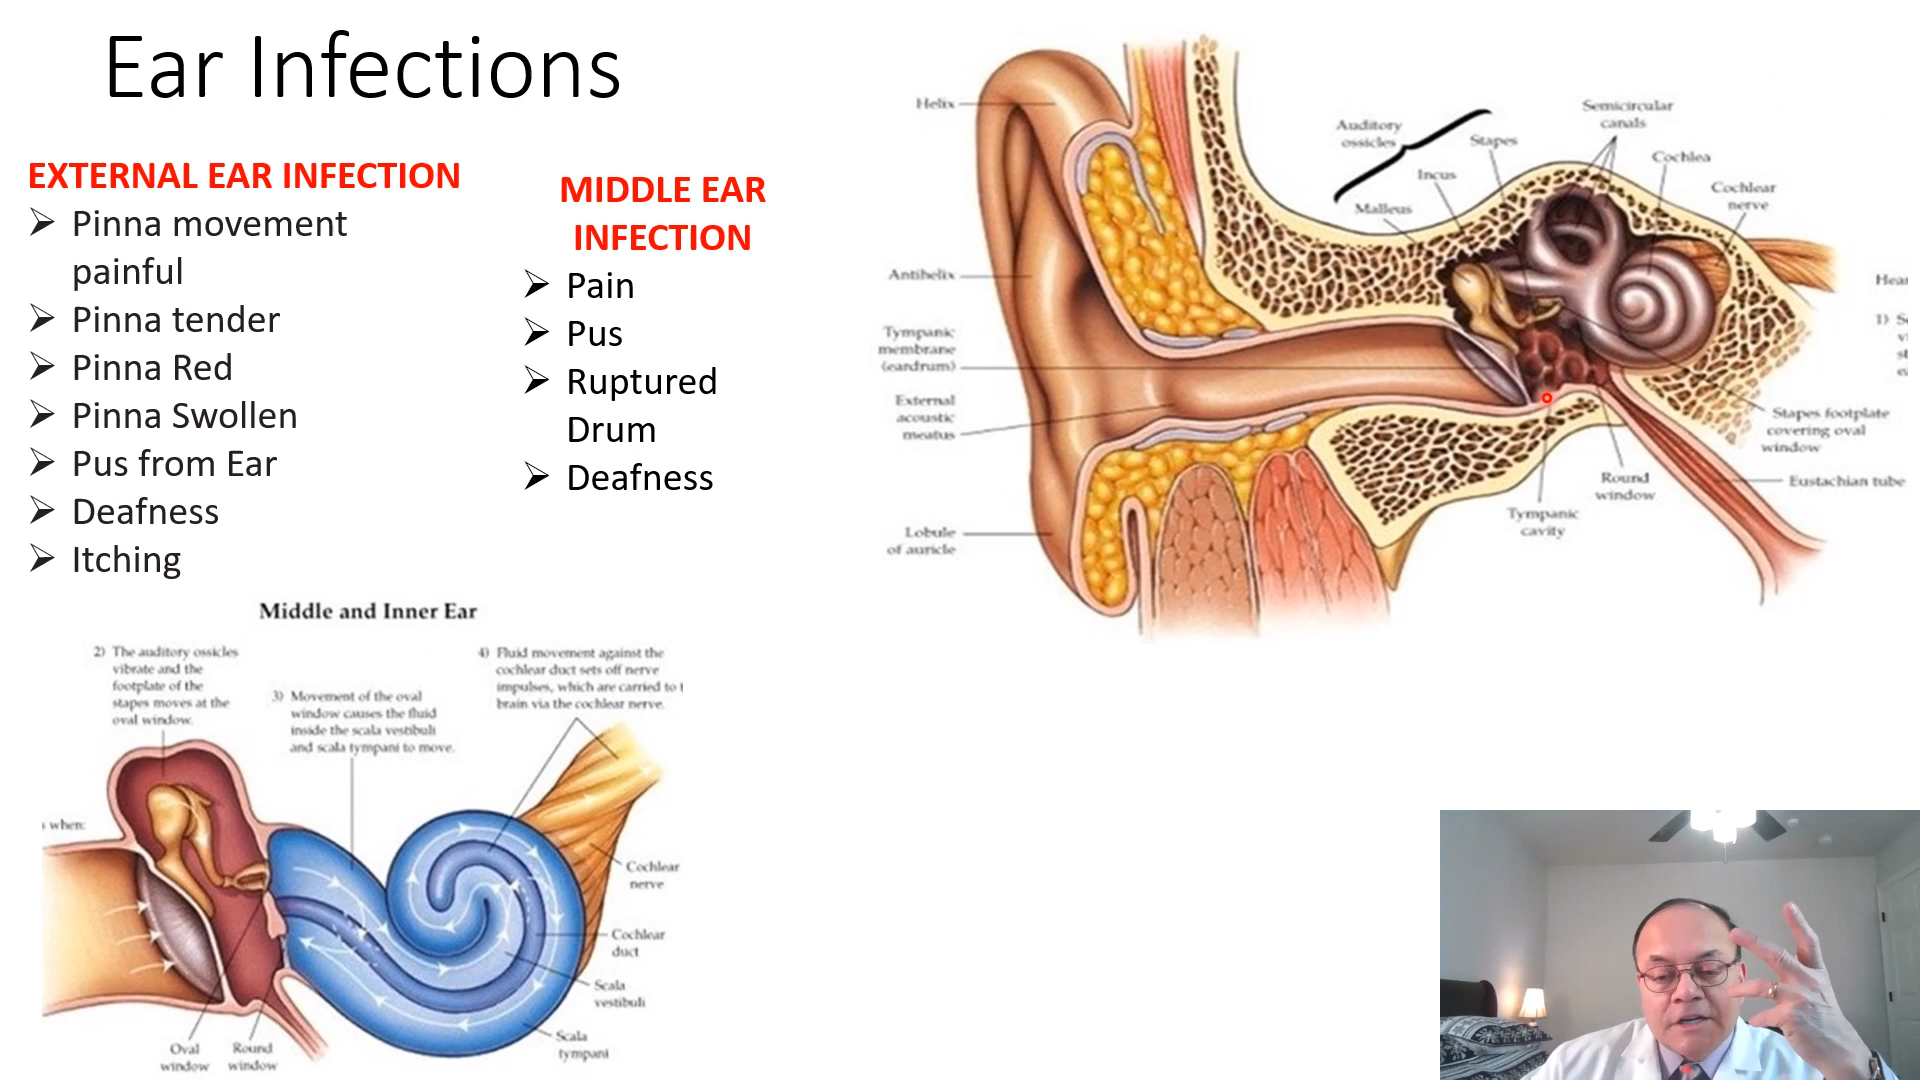 Ear Infections
EXTERNAL EAR INFECTION
Pinna movement
painful
Pinna tender
Pinna Red
Pinna Swollen
Pus from Ear
Deafness
Itching
MIDDLE EAR
INFECTION
Pain
Pus
Ruptured
Drum
Deafness
Helix
Antihelix
Tympanic
membrane
(eardrum)
External
acoustic
meatus
Lobule
of auricle
Auditory
ossicles
Malleus
Incus
Stapes
Semicircular
canals
Cochlea
Cochlear
nerve
Stapes footplate
covering oval
window
Eustachian tube
Round
window
Tympanic
cavity
1)
Middle and Inner Ear
2) The auditory ossicles
vibrate and the
footplate of the
stapes moves at the
oval window.
3) Movement of the oval
window causes the fluid
inside the scala vestibuli
and scala tympani to move.
4) Fluid movement against the
cochlear duct sets off nerve
impulses, which are carried to
brain via the cochlear nerve.
when:
Cochlear
nerve
Cochlear
duct
Scala
vestibuli
Scala
tympani
Oval
window
Round
window